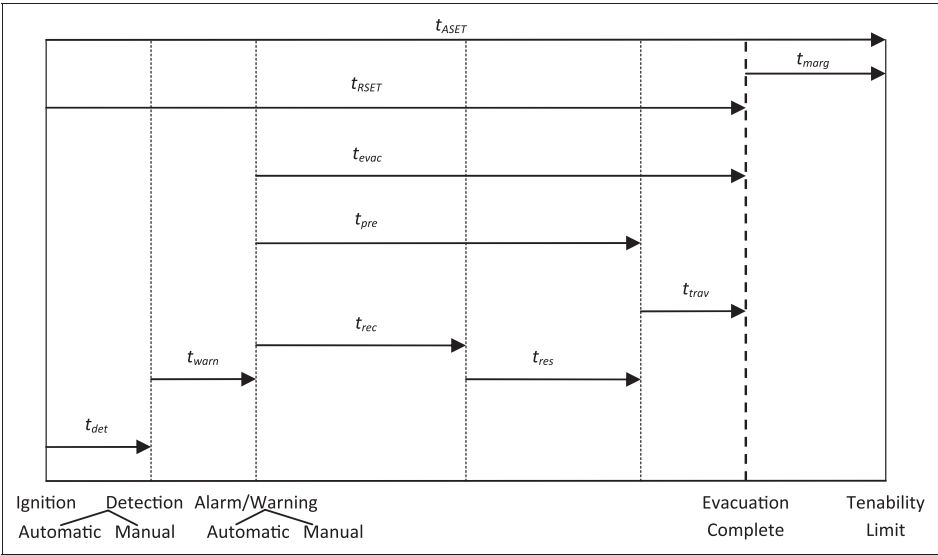 tASET
tmarg
tRSET
tevac
tpre
ttrav
trec
twarn
tres
tdet
Ignition Detection Alarm/Warning Evacuation Tenability
Automatic Manual Automatic Manual Complete Limit